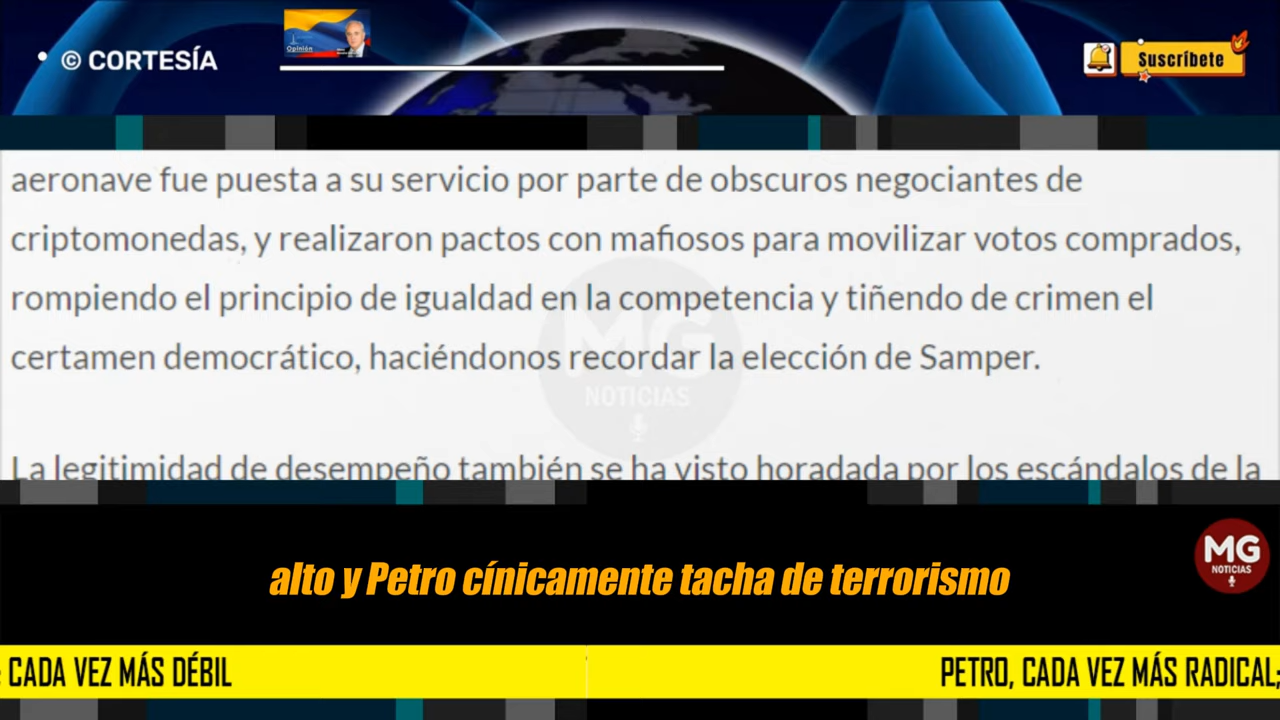 © CORTESÍA
Opinión
Suscríbete
aeronave fue puesta a su servicio por parte de obscuros negociantes de
criptomonedas, y realizaron pactos con mafiosos para movilizar votos comprados,
rompiendo el principio de igualdad en la competencia y tiñendo de crimen el
certamen democrático, haciéndonos recordar la elección de Samper.
MG
NOTICIAS
La legitimidad de desempeño también se ha visto horadada por los escándalos de la
alto y Petro cínicamente tacha de terrorismo
MG
NOTICIAS
: CADA VEZ MÁS DÉBIL
PETRO, CADA VEZ MÁS RADICAL;